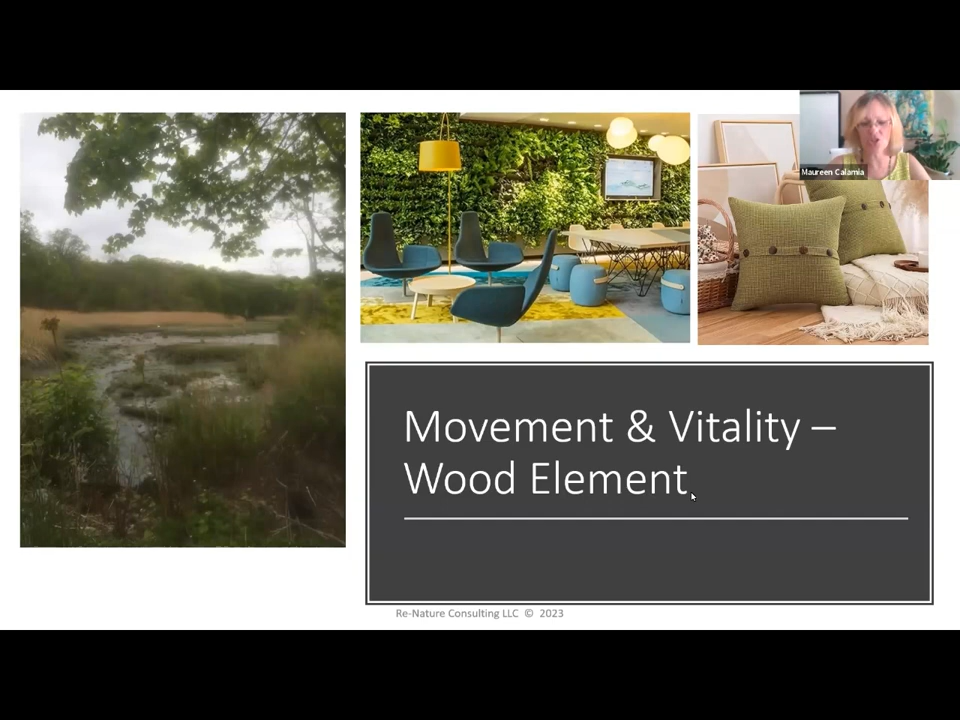 Maureen Calamia
Movement & Vitality –
Wood Element
Re-Nature Consulting LLC © 2023